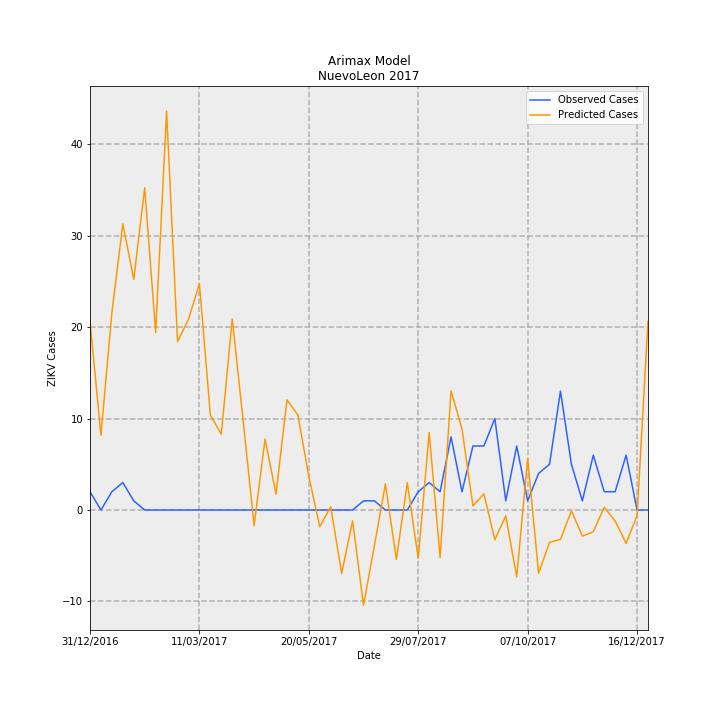 Arimax Model
NuevoLeon 2017
Observed Cases
Predicted Cases
ZIKV Cases
40
30
20
10
0
−10
31/12/2016
11/03/2017
20/05/2017
29/07/2017
07/10/2017
16/12/2017
Date